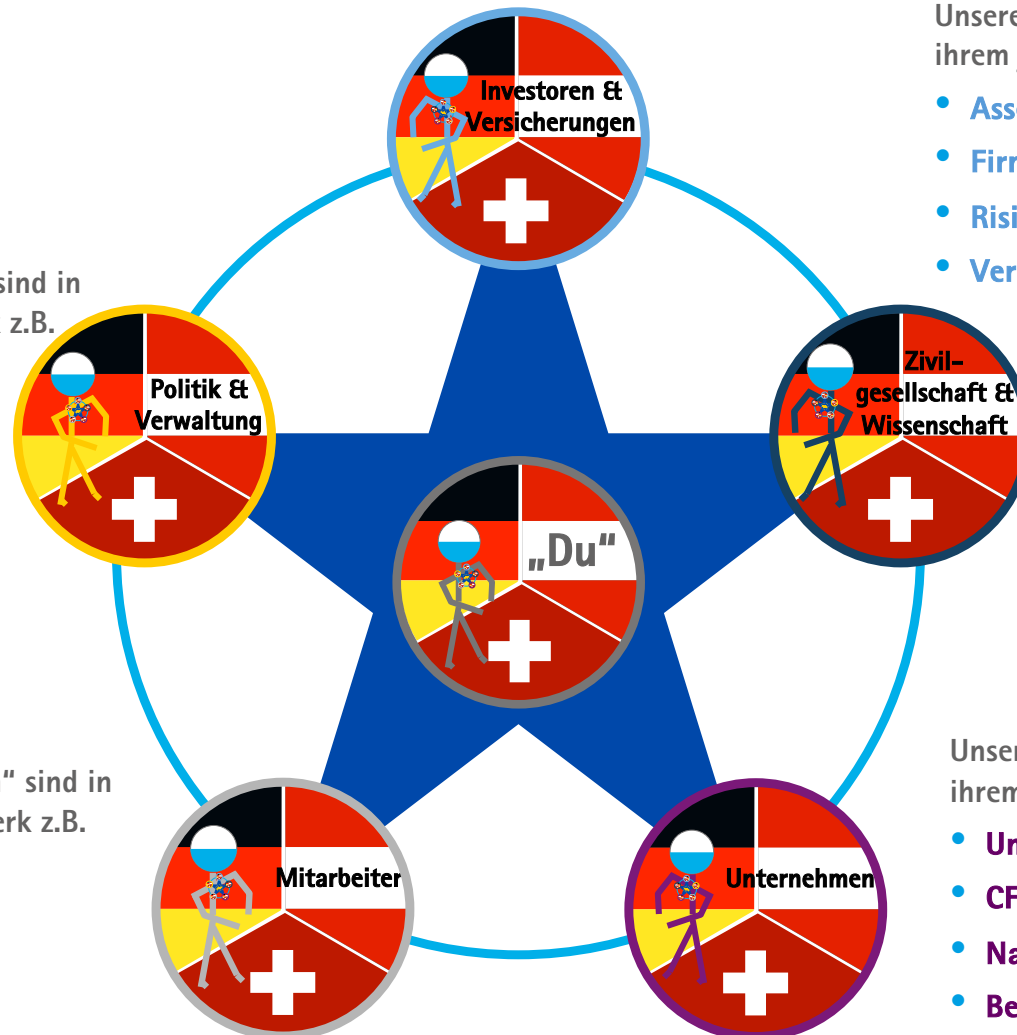 Unsere
ihrem
Investoren &
Versicherungen
• Ass
• Fir
• Risi
• Ver
sind in
z.B.
Politik &
Verwaltung
Zivil-
gesellschaft &
Wissenschaft
„Du“
“ sind in
erk z.B.
Mitarbeiter
Unternehmen
Unser
ihrem
• Un
• CF
• Na
• Be